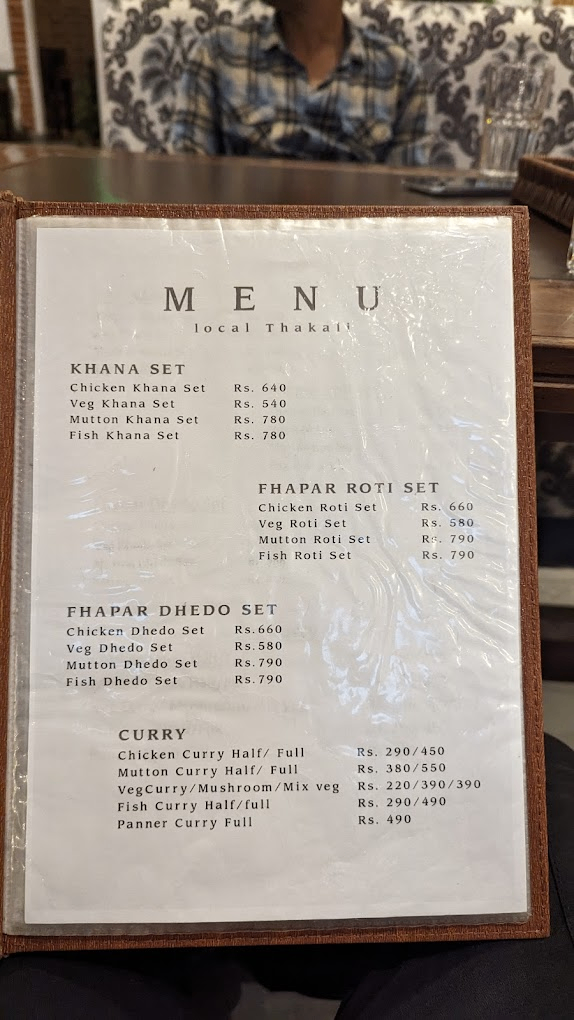 MENU
local Thakali
KHANA SET
Chicken Khana Set Rs. 640
Veg Khana Set Rs. 540
Mutton Khana Set Rs. 780
Fish Khana Set Rs. 780
FHAPAR ROTI SET
Chicken Roti Set Rs. 660
Veg Roti Set Rs. 580
Mutton Roti Set Rs. 790
Fish Roti Set Rs. 790
FHAPAR DHEDO SET
Chicken Dhedo Set Rs.660
Veg Dhedo Set Rs.580
Mutton Dhedo Set Rs.790
Fish Dhedo Set Rs.790
CURRY
Chicken Curry Half/ Full Rs. 290/450
Mutton Curry Half/ Full Rs. 380/550
VegCurry/Mushroom/Mix veg Rs. 220/390/390
Fish Curry Half/full Rs. 290/490
Panner Curry Full Rs. 490